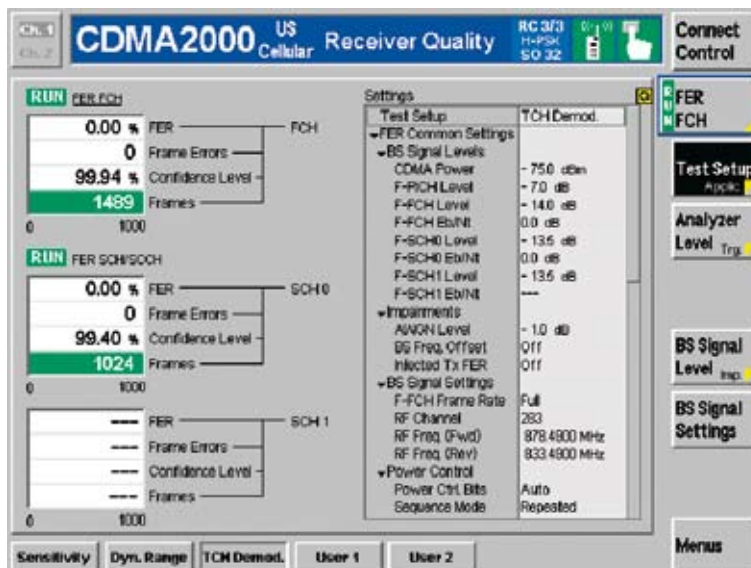 Ch. 1
Ch. 2
CDMA2000 US Cellular Receiver Quality
RC 3/3
H-PSK
SO 32
Connect Control
RUN FER FCH
0.00 % FER FCH
0 Frame Errors
99.94 % Confidence Level
1489 Frames
0 1000
RUN FER SCH/SOCH
0.00 % FER SCH 0
0 Frame Errors
99.40 % Confidence Level
1024 Frames
0 1000
--- FER SCH 1
--- Frame Errors
--- Confidence Level
--- Frames
0 1000
Settings
Test Setup TCH Demod.
FER Common Settings
BS Signal Levels
CDMA Power - 75.0 dBm
F-PICH Level - 7.0 dB
F-FCH Level - 14.0 dB
F-FCH Eb/Nt 0.0 dB
F-SCH0 Level - 13.5 dB
F-SCH0 Eb/Nt 0.0 dB
F-SCH1 Level - 13.5 dB
F-SCH1 Eb/Nt ---
Impairments
AWGN Level - 1.0 dB
BS Freq. Offset Off
Injected Tx FER Off
BS Signal Settings
F-FCH Frame Rate Full
RF Channel 283
RF Freq. (Fwd) 878.4900 MHz
RF Freq. (Rev) 833.4900 MHz
Power Control
Power Ctrl. Bits Auto
Sequence Mode Repeated
RUN
FER
FCH
Test Setup
Applic.
Analyzer
Level Trg.
BS Signal
Level Imp.
BS Signal
Settings
Menus
Sensitivity Dyn. Range TCH Demod. User 1 User 2